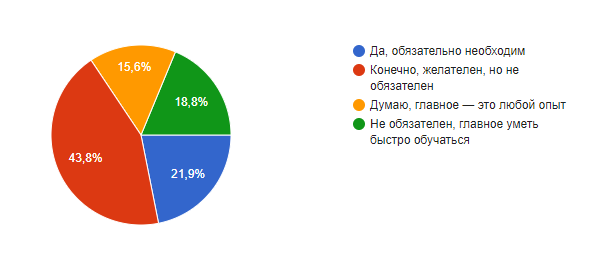 15,6%
18,8%
43,8%
21,9%
Да, обязательно необходим
Конечно, желателен, но не
обязателен
Думаю, главное — это любой опыт
Не обязателен, главное уметь
быстро обучаться